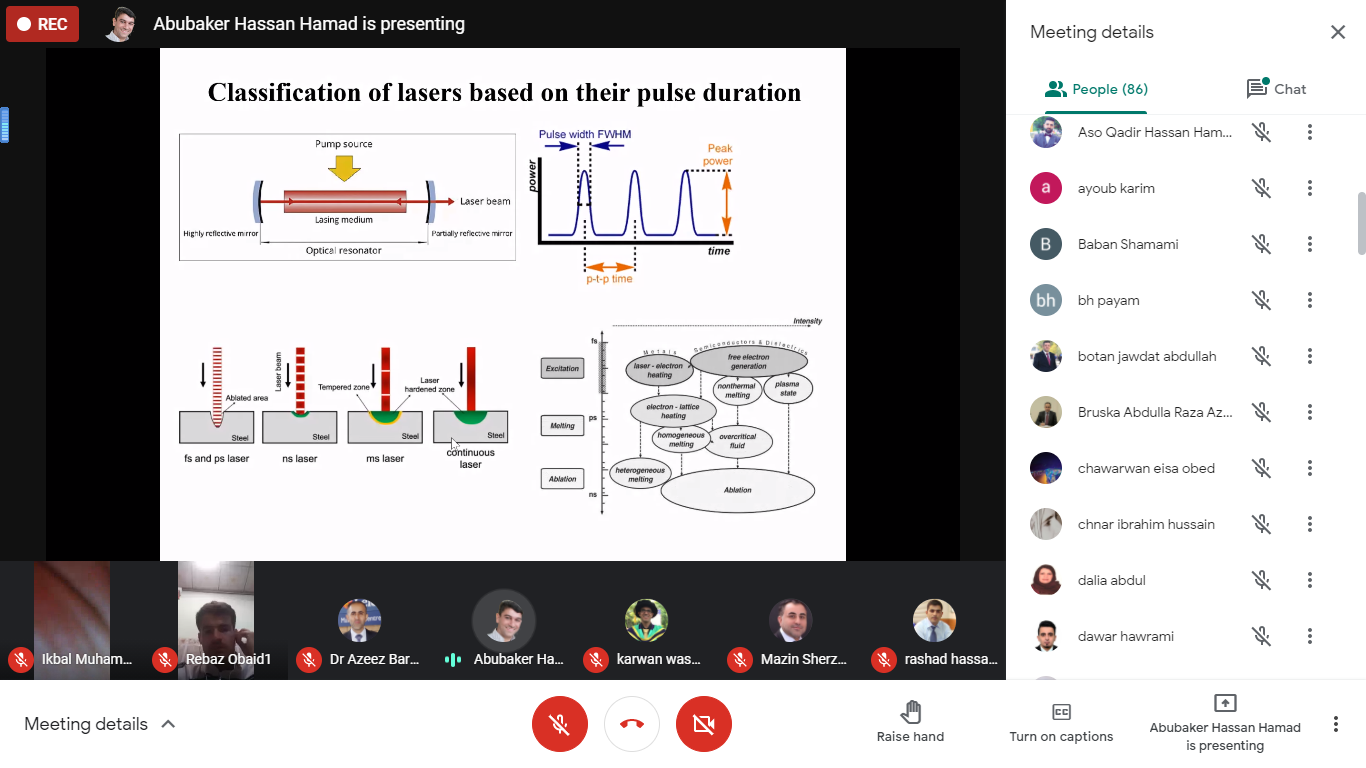 REC
Abubaker Hassan Hamad is presenting
Classification of lasers based on their pulse duration
Pump source
Laser beam
Lasing medium
Highly reflective mirror
Partially reflective mirror
Optical resonator
Pulse width FWHM
Peak
power
power
time
p-t-p time
Laser beam
Ablated area
Tempered zone
Laser
hardened zone
Steel
Steel
Steel
Steel
fs and ps laser
ns laser
ms laser
continuous
laser
Intensity
fs
ps
ns
Excitation
Melting
Ablation
Metals
Semiconductors & Dielectrics
laser - electron
heating
free electron
generation
nonthermal
melting
plasma
state
electron - lattice
heating
homogeneous
melting
overcritical
fluid
heterogeneous
melting
Ablation
Ikbal Muham...
Rebaz Obaid1
Dr Azeez Bar...
Abubaker Ha...
karwan was...
Mazin Sherz...
rashad hassa...
Meeting details
People (86)
Chat
Aso Qadir Hassan Ham...
a
ayoub karim
B
Baban Shamami
bh
bh payam
botan jawdat abdullah
Bruska Abdulla Raza Az...
chawarwan eisa obed
chnar ibrahim hussain
dalia abdul
dawar hawrami
Meeting details
Raise hand
CC
Turn on captions
Abubaker Hassan Hamad
is presenting